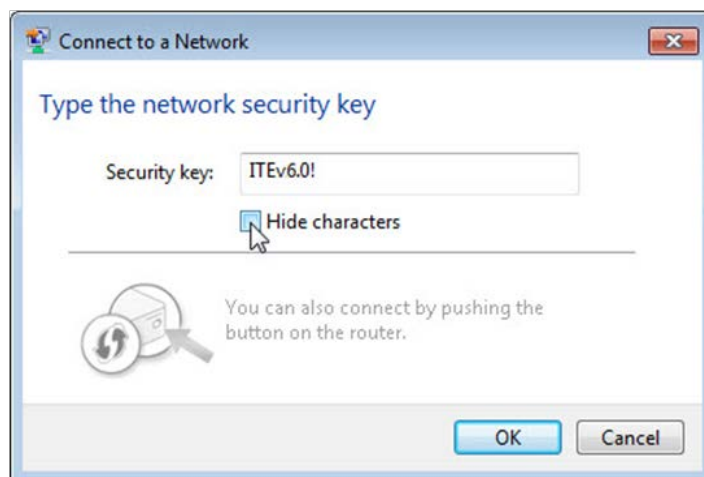 Connect to a Network
Type the network security key
Security key: ITEv6.0!
Hide characters
You can also connect by pushing the
button on the router.
OK Cancel